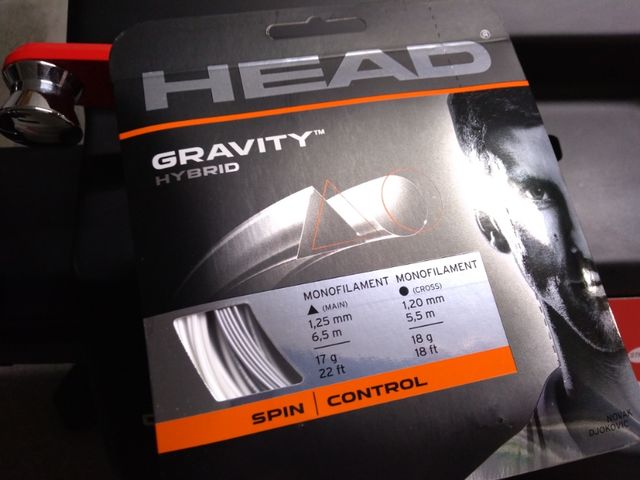 HEAD®
GRAVITY™
HYBRID
MONOFILAMENT
▲ (MAIN)
1,25 mm
6,5 m
17 g
22 ft
MONOFILAMENT
● (CROSS)
1,20 mm
5,5 m
18 g
18 ft
SPIN | CONTROL
NOVAK
DJOKOVIC